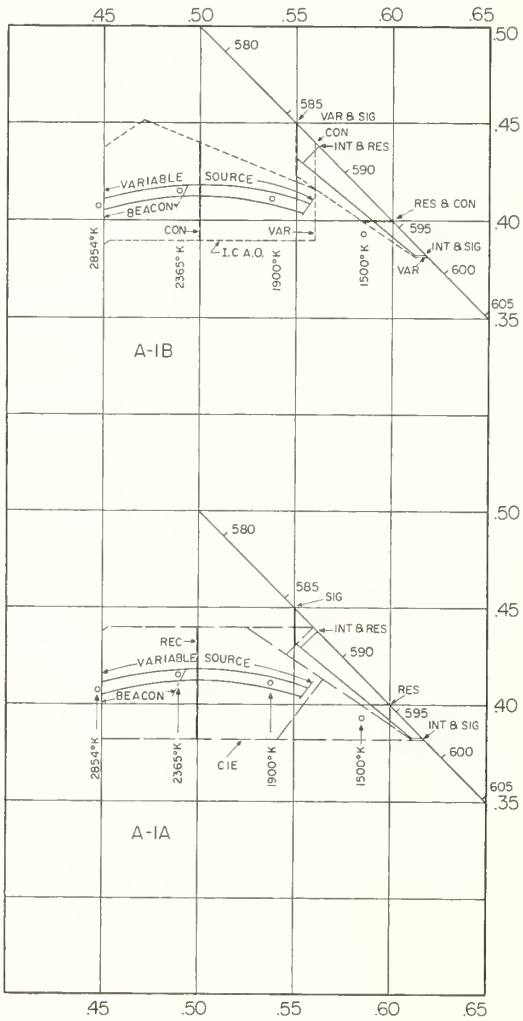 .45 .50 .55 .60
580
.50
585
VAR & SIG
.45
CON
INT & RES
590
VARIABLE SOURCE
BEACON
RES & CON
.40
595
CON
VAR
I.C A.O.
INT & SIG
VAR
600
2854°K
2365°K
1900°K
1500°K
605
.35
A-1B
.50
580
585
SIG
.45
REC
INT & RES
590
VARIABLE SOURCE
BEACON
RES
.40
595
INT & SIG
600
2854°K
2365°K
1900°K
1500°K
CIE
605
.35
A-1A
.45 .50 .55 .60 .65